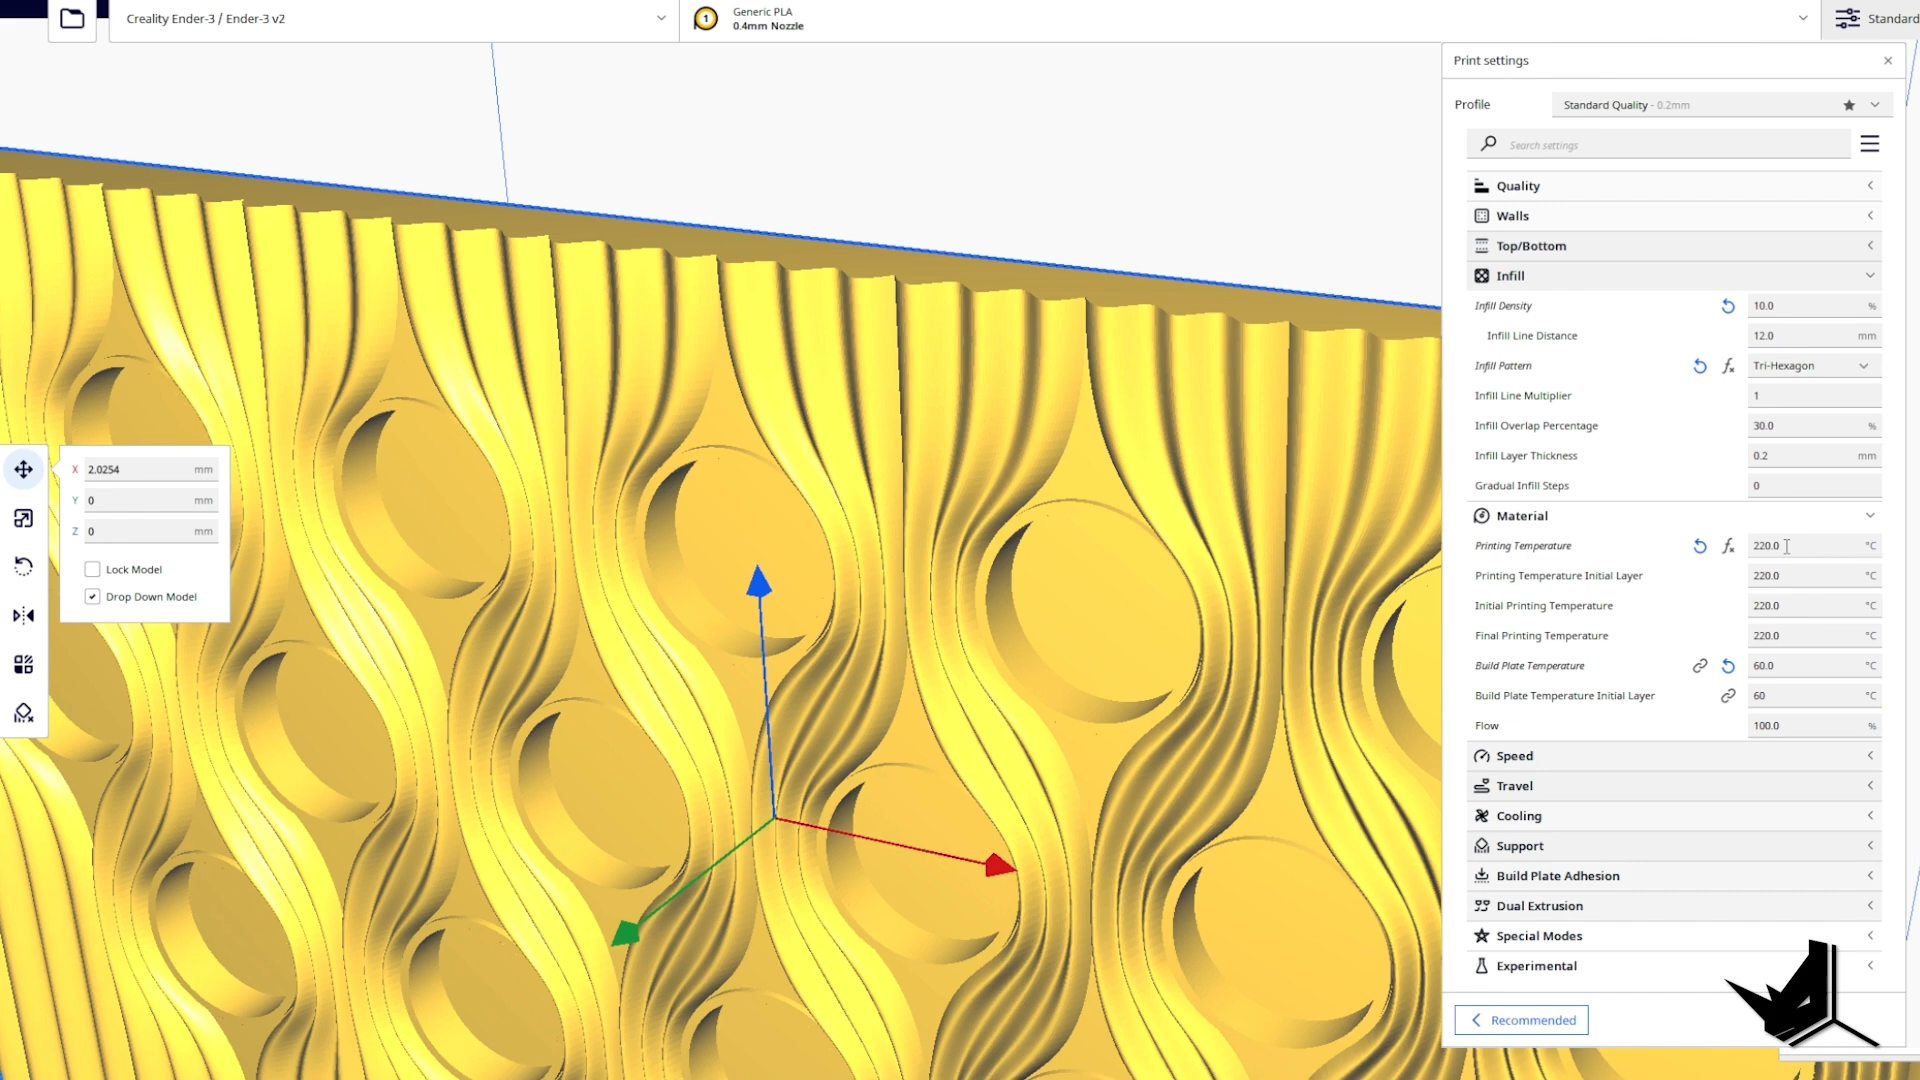 Creality Ender-3 / Ender-3 v2
1
Generic PLA
0.4mm Nozzle
Standard
Print settings
Profile
Standard Quality - 0.2mm
Search settings
Quality
Walls
Top/Bottom
Infill
Infill Density 10.0 %
Infill Line Distance 12.0 mm
Infill Pattern fx Tri-Hexagon
Infill Line Multiplier 1
Infill Overlap Percentage 30.0 %
Infill Layer Thickness 0.2 mm
Gradual Infill Steps 0
Material
Printing Temperature fx 220.0 °C
Printing Temperature Initial Layer 220.0 °C
Initial Printing Temperature 220.0 °C
Final Printing Temperature 220.0 °C
Build Plate Temperature 60.0 °C
Build Plate Temperature Initial Layer 60 °C
Flow 100.0 %
Speed
Travel
Cooling
Support
Build Plate Adhesion
Dual Extrusion
Special Modes
Experimental
Recommended
X 2.0254 mm
Y 0 mm
Z 0 mm
Lock Model
Drop Down Model